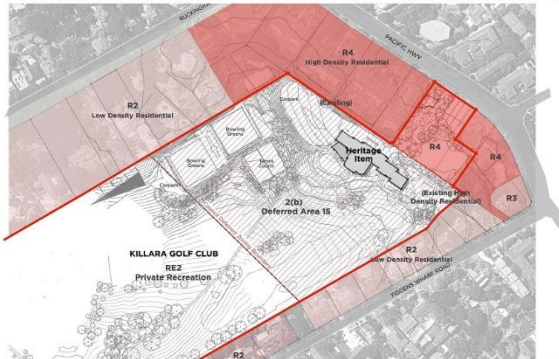 BUCKINGHA
PACIFIC HWY
R4
High Density Residential
R2
Low Density Residential
Carpark
(Existing)
Bowling
Greens
Bowling
Greens
Tennis
Courts
Carpark
Heritage
Item
R4
R4
(Existing High
Density Residential)
R3
2(b)
Deferred Area 15
R2
Low Density Residential
KILLARA GOLF CLUB
RE2
Private Recreation
FIDDENS WHARF ROAD
R2